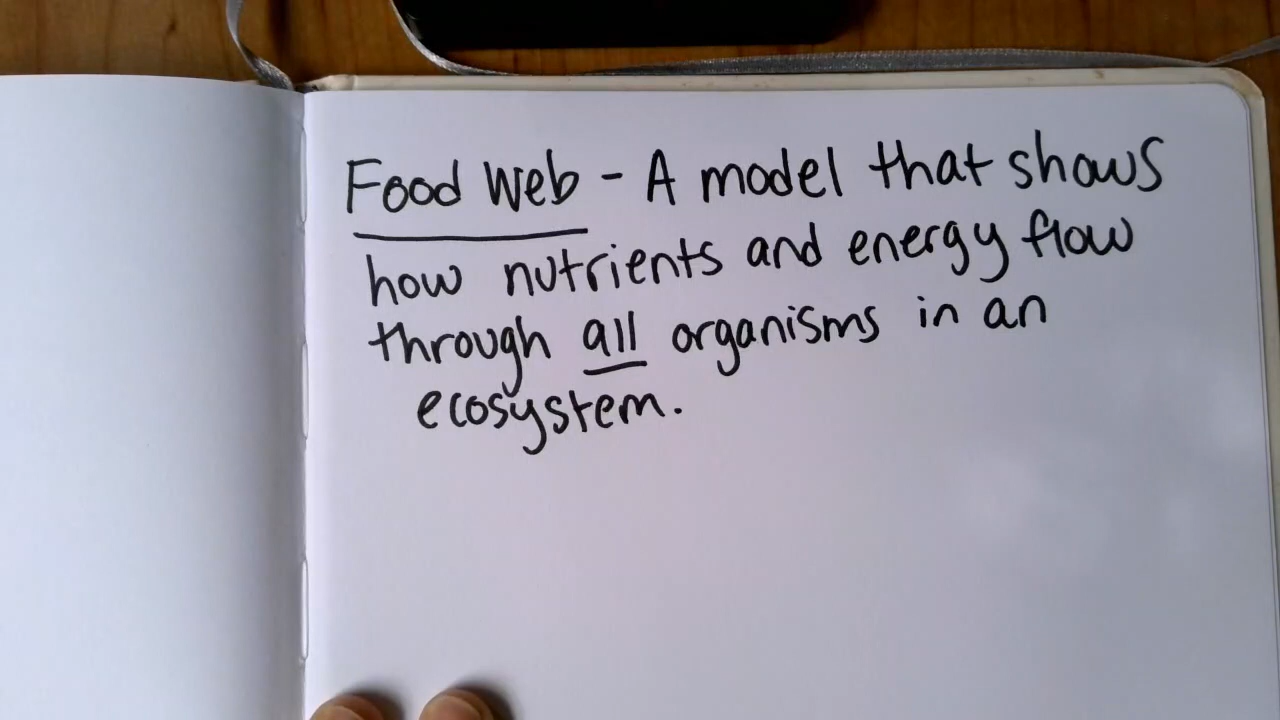 Food Web - A model that shows
how nutrients and energy flow
through all organisms in an
ecosystem.